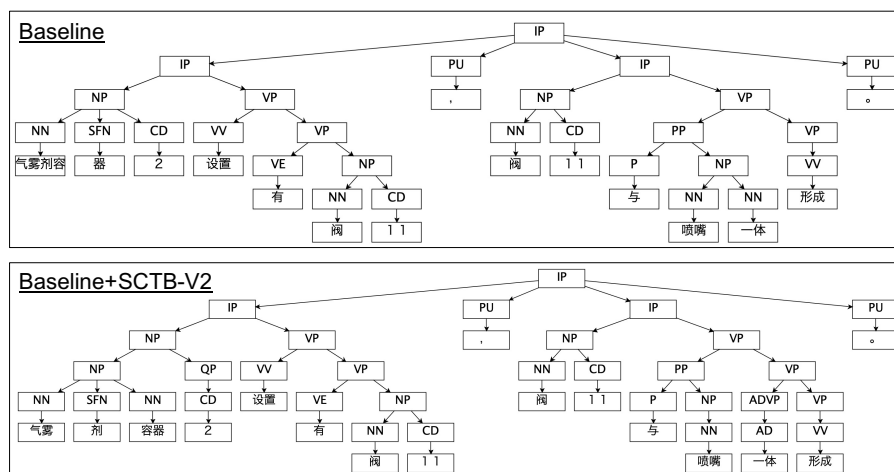 Baseline
IP
IP PU IP PU
NP VP , NP VP 。
NN SFN CD VV VP NN CD PP VP
气雾剂容 器 2 设置 VE NP 阀 11 P NP VV
有 NN CD 与 NN NN 形成
阀 11 喷嘴 一体
Baseline+SCTB-V2
IP
IP PU IP PU
NP VP , NP VP 。
NP QP VV VP NN CD PP VP
NN SFN NN CD 设置 VE NP 阀 11 P NP ADVP VP
气雾 剂 容器 2 有 NN CD 与 NN AD VV
阀 11 喷嘴 一体 形成